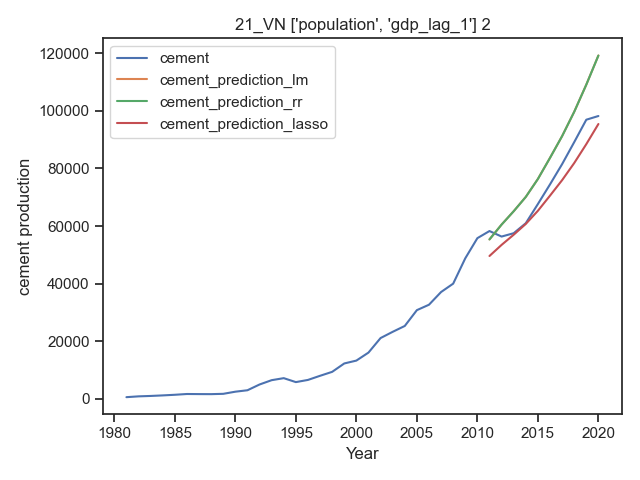 21_VN ['population', 'gdp_lag_1'] 2
cement
cement_prediction_lm
cement_prediction_rr
cement_prediction_lasso
120000
100000
80000
60000
40000
20000
0
cement production
1980 1985 1990 1995 2000 2005 2010 2015 2020
Year